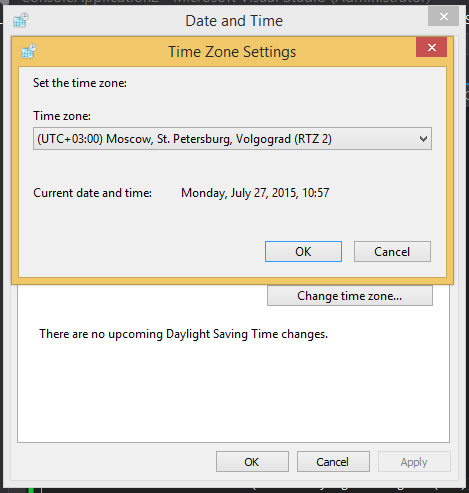 Date and Time
Time Zone Settings
Set the time zone:
Time zone:
(UTC+03:00) Moscow, St. Petersburg, Volgograd (RTZ 2)
Current date and time: Monday, July 27, 2015, 10:57
OK Cancel
Change time zone...
There are no upcoming Daylight Saving Time changes.
OK Cancel Apply